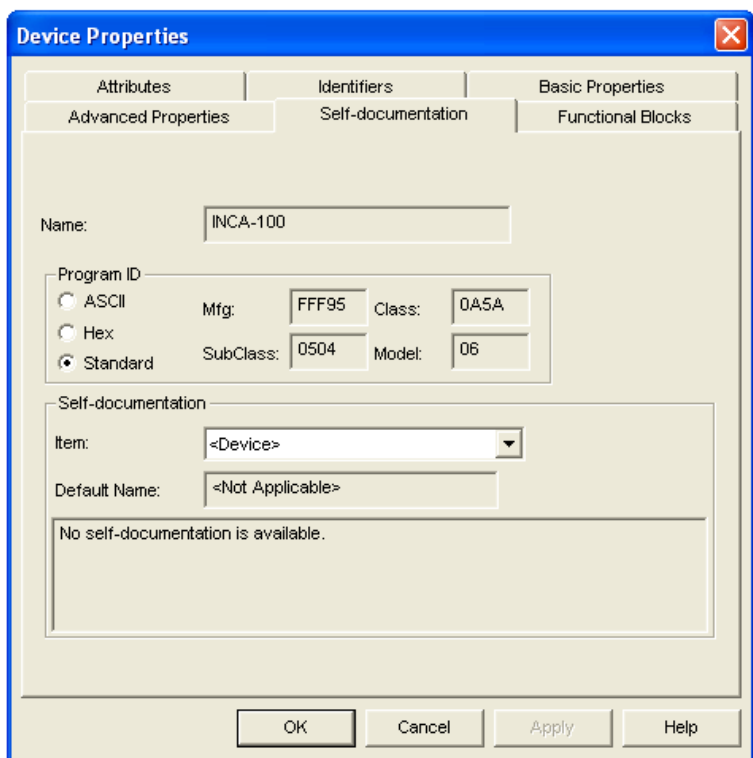 Device Properties
Attributes Identifiers Basic Properties
Advanced Properties Self-documentation Functional Blocks
Name: INCA-100
Program ID
ASCII Mfg: FFF95 Class: 0A5A
Hex
Standard SubClass: 0504 Model: 06
Self-documentation
Item: <Device>
Default Name: <Not Applicable>
No self-documentation is available.
OK Cancel Apply Help